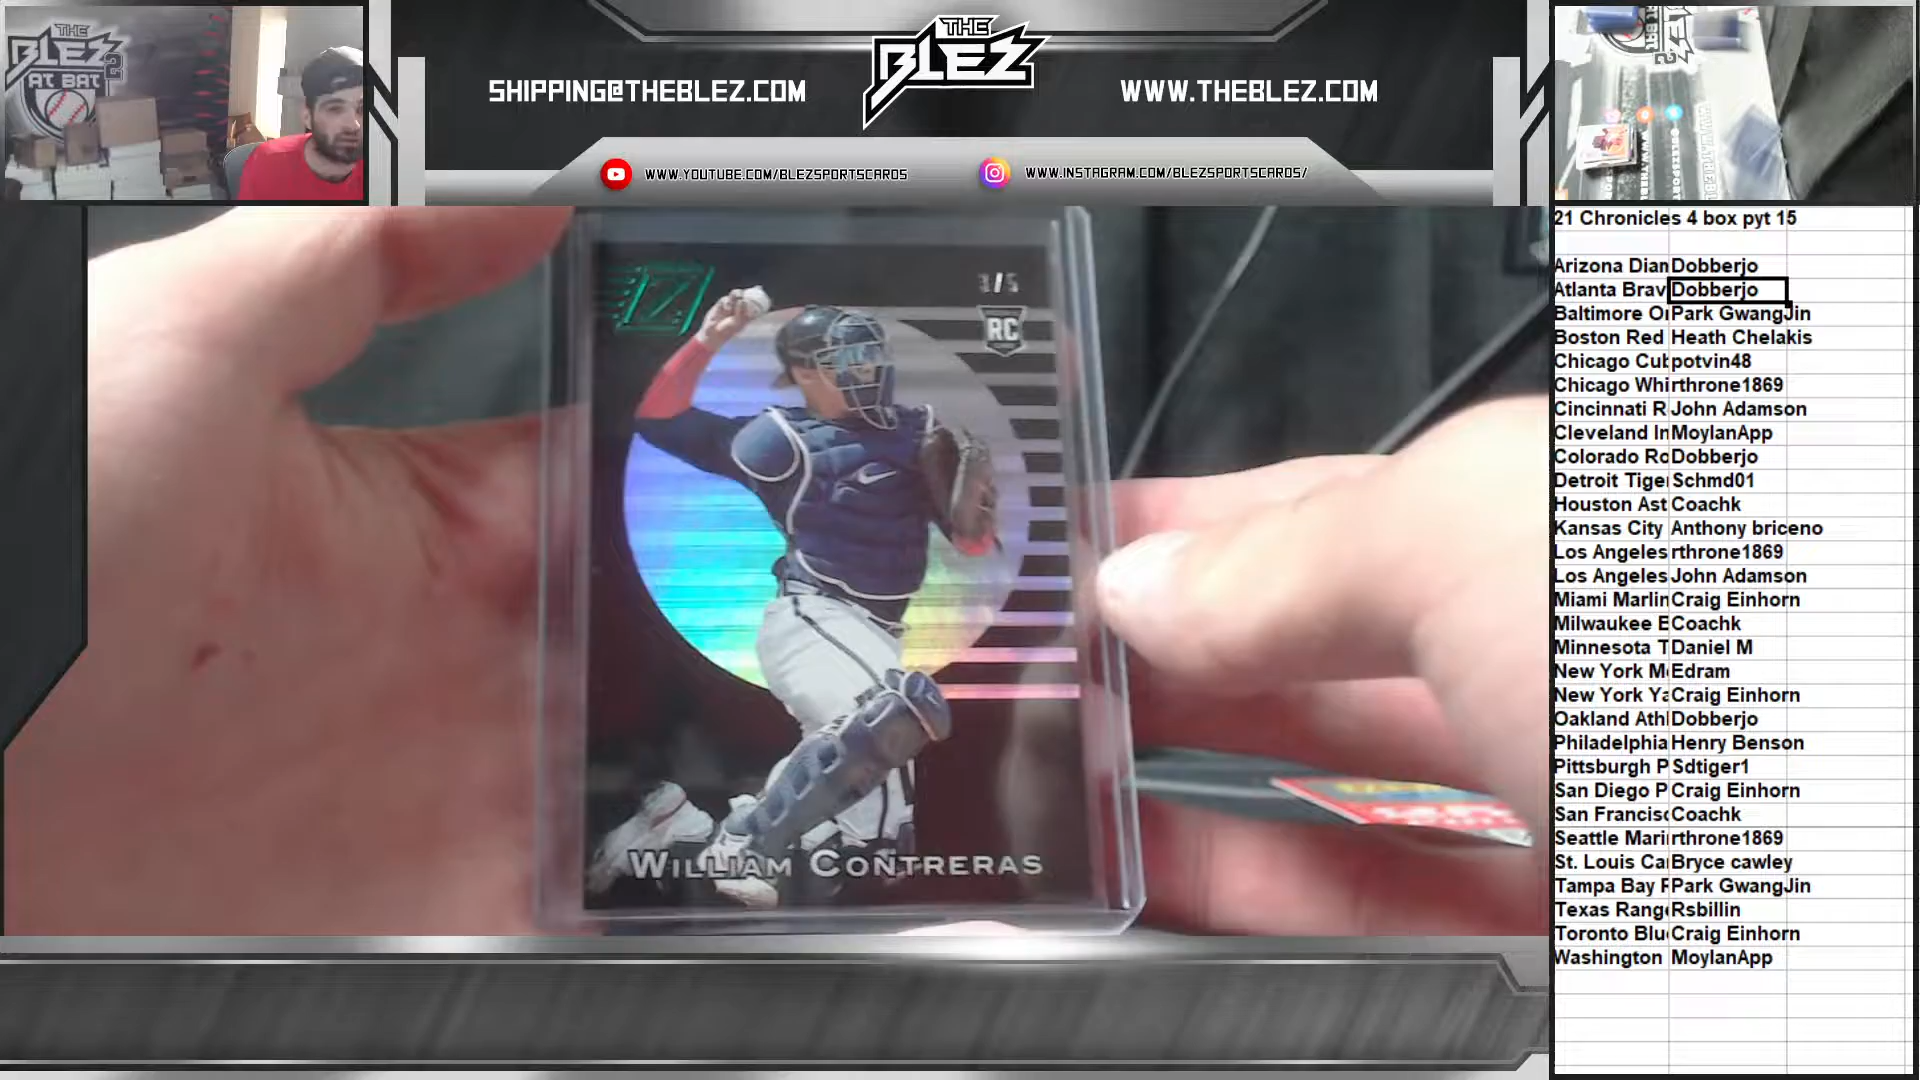 THE
BLEZ
AT BAT 2
SHIPPING@THEBLEZ.COM
THE
BLEZ
WWW.THEBLEZ.COM
WWW.YOUTUBE.COM/BLEZSPORTSCARDS
WWW.INSTAGRAM.COM/BLEZSPORTSCARDS/
Z
RC
WILLIAM CONTRERAS
21 Chronicles 4 box pyt 15
Arizona Diam Dobberjo
Atlanta Brav Dobberjo
Baltimore O Park GwangJin
Boston Red Heath Chelakis
Chicago Cub potvin48
Chicago Whi rthrone1869
Cincinnati R John Adamson
Cleveland In MoylanApp
Colorado Ro Dobberjo
Detroit Tige Schmd01
Houston Ast Coachk
Kansas City Anthony briceno
Los Angeles rthrone1869
Los Angeles John Adamson
Miami Marlin Craig Einhorn
Milwaukee B Coachk
Minnesota T Daniel M
New York M Edram
New York Ya Craig Einhorn
Oakland Athl Dobberjo
Philadelphia Henry Benson
Pittsburgh P Sdtiger1
San Diego P Craig Einhorn
San Francisc Coachk
Seattle Mari rthrone1869
St. Louis Ca Bryce cawley
Tampa Bay R Park GwangJin
Texas Range Rsbillin
Toronto Blu Craig Einhorn
Washington MoylanApp